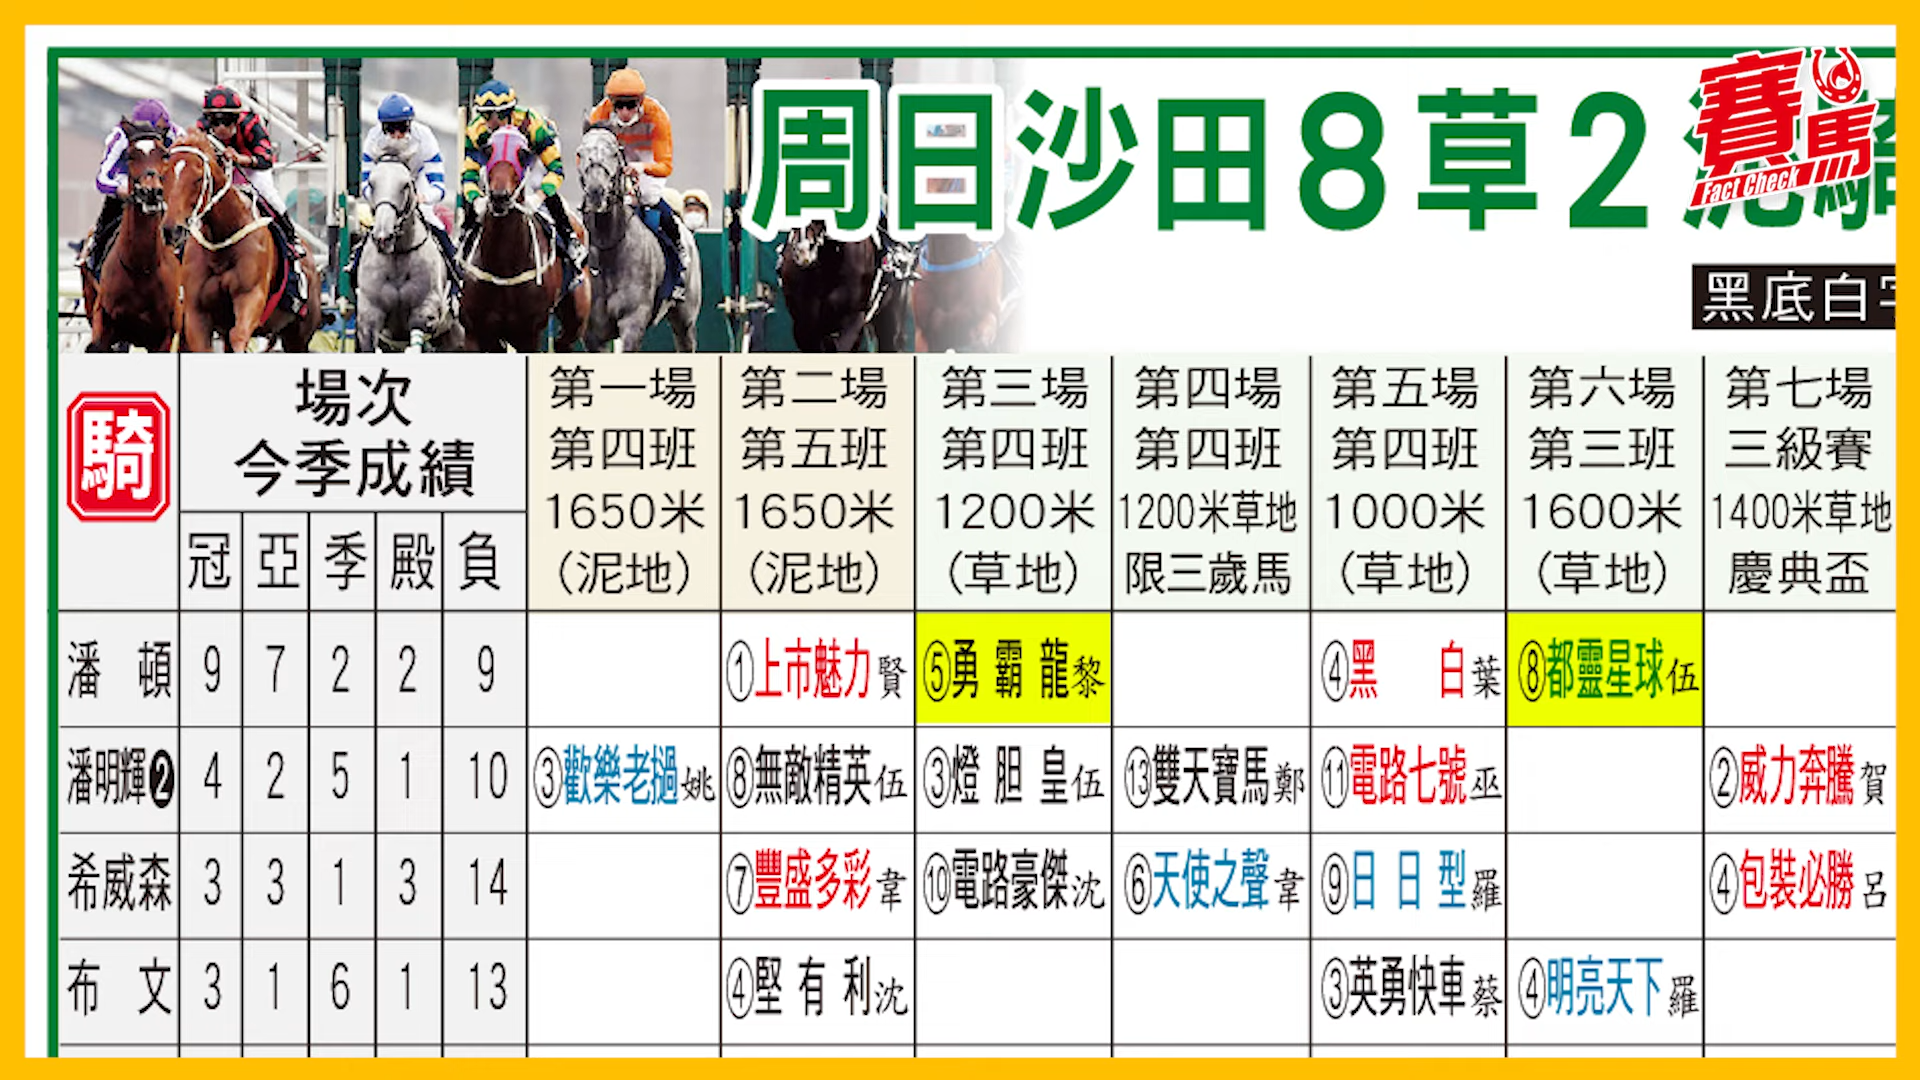 周日沙田8草2泥騎
賽馬
Fact Check
黑底白字
騎
場次
今季成績
冠 亞 季 殿 負
第一場 第二場 第三場 第四場 第五場 第六場 第七場
第四班 第五班 第四班 第四班 第四班 第三班 三級賽
1650米 1650米 1200米 1200米草地 1000米 1600米 1400米草地
(泥地) (泥地) (草地) 限三歲馬 (草地) (草地) 慶典盃
潘頓 9 7 2 2 9 ①上市魅力賢 ⑤勇霸龍黎 ④黑白葉 ⑧都靈星球伍
潘明輝❷ 4 2 5 1 10 ③歡樂老撾姚 ⑧無敵精英伍 ③燈胆皇伍 ⑬雙天寶馬鄭 ⑪電路七號巫 ②威力奔騰賀
希威森 3 3 1 3 14 ⑦豐盛多彩韋 ⑩電路豪傑沈 ⑥天使之聲韋 ⑨日日型羅 ④包裝必勝呂
布文 3 1 6 1 13 ④堅有利沈 ③英勇快車蔡 ④明亮天下羅